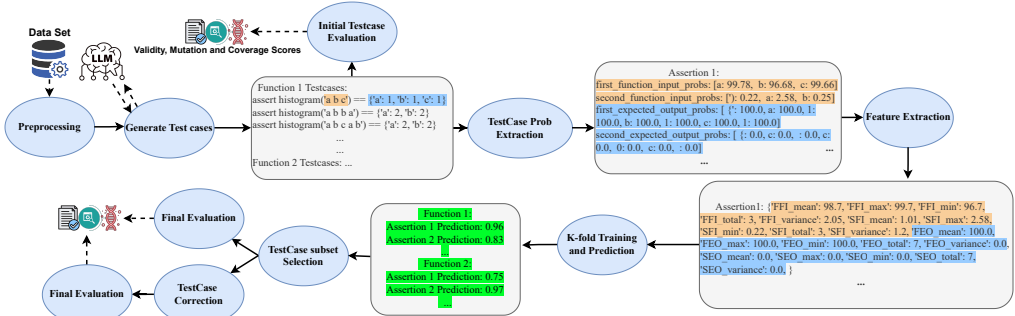 Data Set
LLM
Preprocessing
Generate Test cases
Validity, Mutation and Coverage Scores
Initial Testcase
Evaluation
Function 1 Testcases:
assert histogram('a b c') == {'a': 1, 'b': 1, 'c': 1}
assert histogram('a b b a') == {'a': 2, 'b': 2}
assert histogram('a b c a b') == {'a': 2, 'b': 2}
...
...
Function 2 Testcases: ...
TestCase Prob
Extraction
Assertion 1:
first_function_input_probs: [a: 99.78, b: 96.68, c: 99.66]
second_function_input_probs: ['): 0.22, a: 2.58, b: 0.25]
first_expected_output_probs: [ {': 100.0, a: 100.0, 1:
100.0, b: 100.0, 1: 100.0, c: 100.0, 1: 100.0]
second_expected_output_probs: [ {: 0.0, c: 0.0, : 0.0, c:
0.0, 0: 0.0, c: 0.0, : 0.0]
...
...
Feature Extraction
Assertion1: {'FFI_mean': 98.7, 'FFI_max': 99.7, 'FFI_min': 96.7,
'FFI_total': 3, 'FFI_variance': 2.05, 'SFI_mean': 1.01, 'SFI_max': 2.58,
'SFI_min': 0.22, 'SFI_total': 3, 'SFI_variance': 1.2, 'FEO_mean': 100.0,
'FEO_max': 100.0, 'FEO_min': 100.0, 'FEO_total': 7, 'FEO_variance': 0.0,
'SEO_mean': 0.0, 'SEO_max': 0.0, 'SEO_min': 0.0, 'SEO_total': 7,
'SEO_variance': 0.0, }
...
K-fold Training
and Prediction
Function 1:
Assertion 1 Prediction: 0.96
Assertion 2 Prediction: 0.83
...
Function 2:
Assertion 1 Prediction: 0.75
Assertion 2 Prediction: 0.97
...
TestCase subset
Selection
Final Evaluation
TestCase
Correction
Final Evaluation